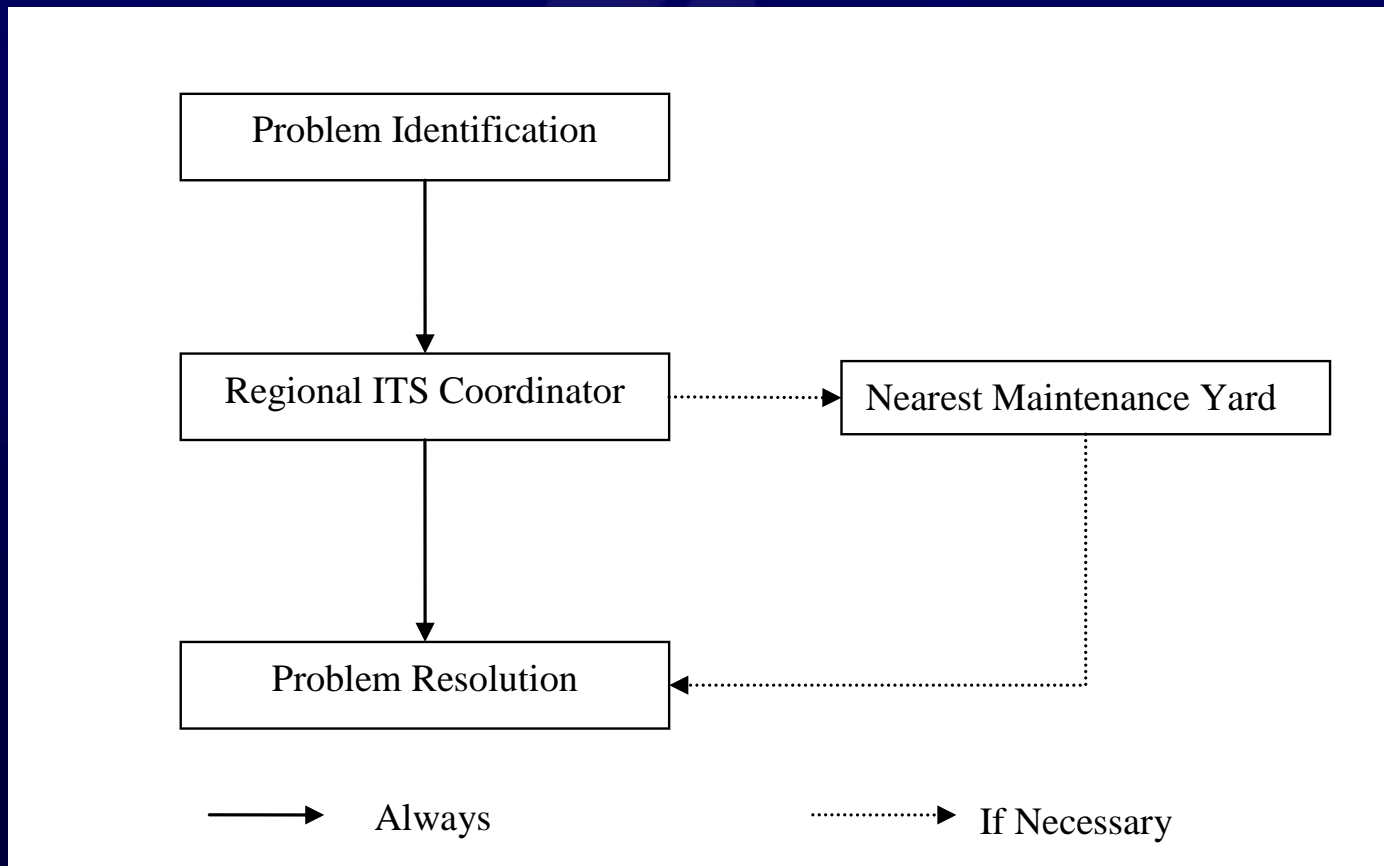 Problem Identification
Regional ITS Coordinator
Nearest Maintenance Yard
Problem Resolution
Always
If Necessary